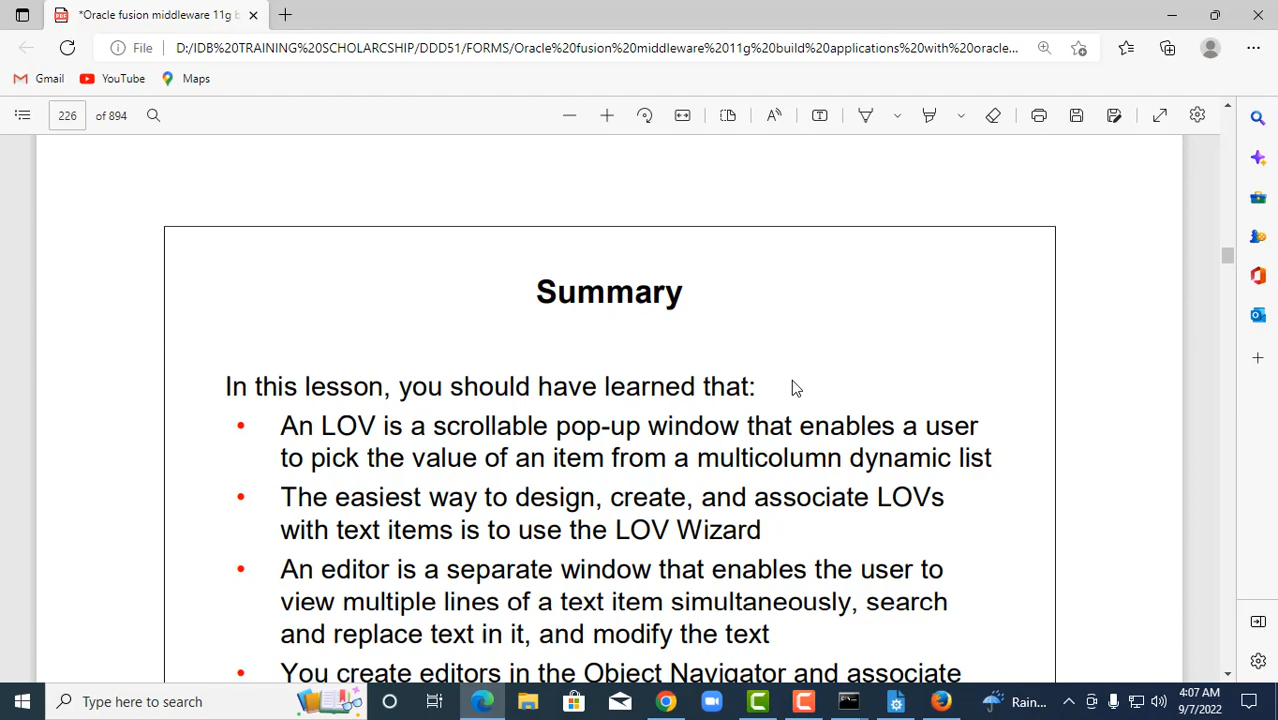 *Oracle fusion middleware 11g b
File
D:/IDB%20TRAINING%20SCHOLARCSHIP/DDD51/FORMS/Oracle%20fusion%20middleware%2011g%20build%20applications%20with%20oracle...
Gmail
YouTube
Maps
226 of 894
Summary
In this lesson, you should have learned that:
• An LOV is a scrollable pop-up window that enables a user
to pick the value of an item from a multicolumn dynamic list
• The easiest way to design, create, and associate LOVs
with text items is to use the LOV Wizard
• An editor is a separate window that enables the user to
view multiple lines of a text item simultaneously, search
and replace text in it, and modify the text
• You create editors in the Object Navigator and associate
Type here to search
Rain...
4:07 AM
9/7/2022